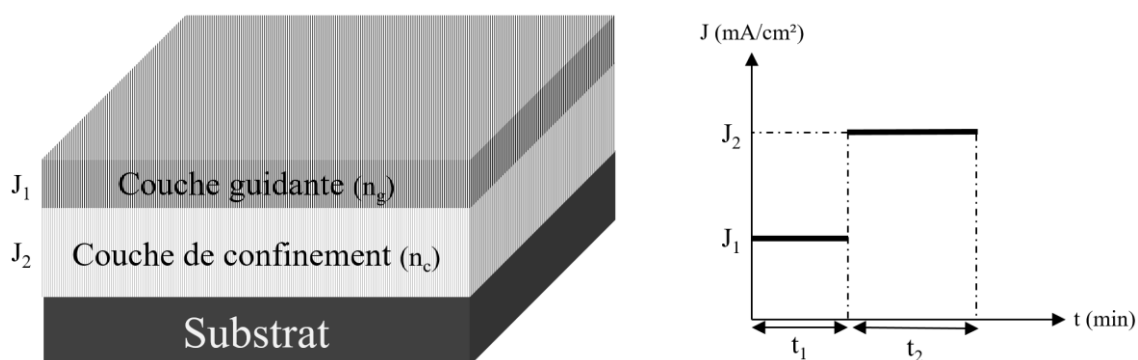 J₁
Couche guidante (n_g)
J₂
Couche de confinement (n_c)
Substrat
J (mA/cm²)
J₂
J₁
t (min)
t₁
t₂